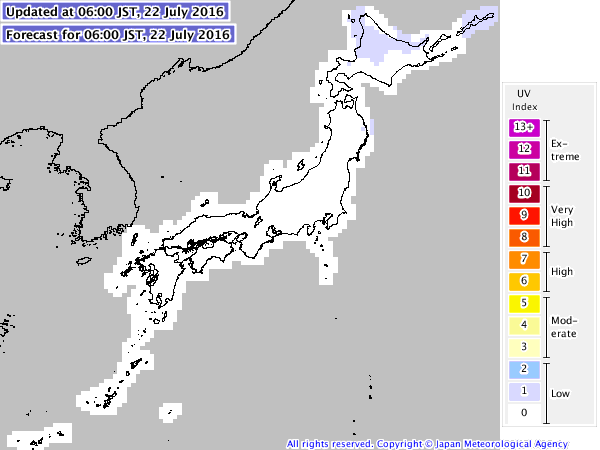 Updated at 06:00 JST, 22 July 2016
Forecast for 06:00 JST, 22 July 2016
UV
Index
13+
12
11
Ex-
treme
10
9
8
Very
High
7
6
High
5
4
3
Mod-
erate
2
1
0
Low
All rights reserved. Copyright © Japan Meteorological Agency